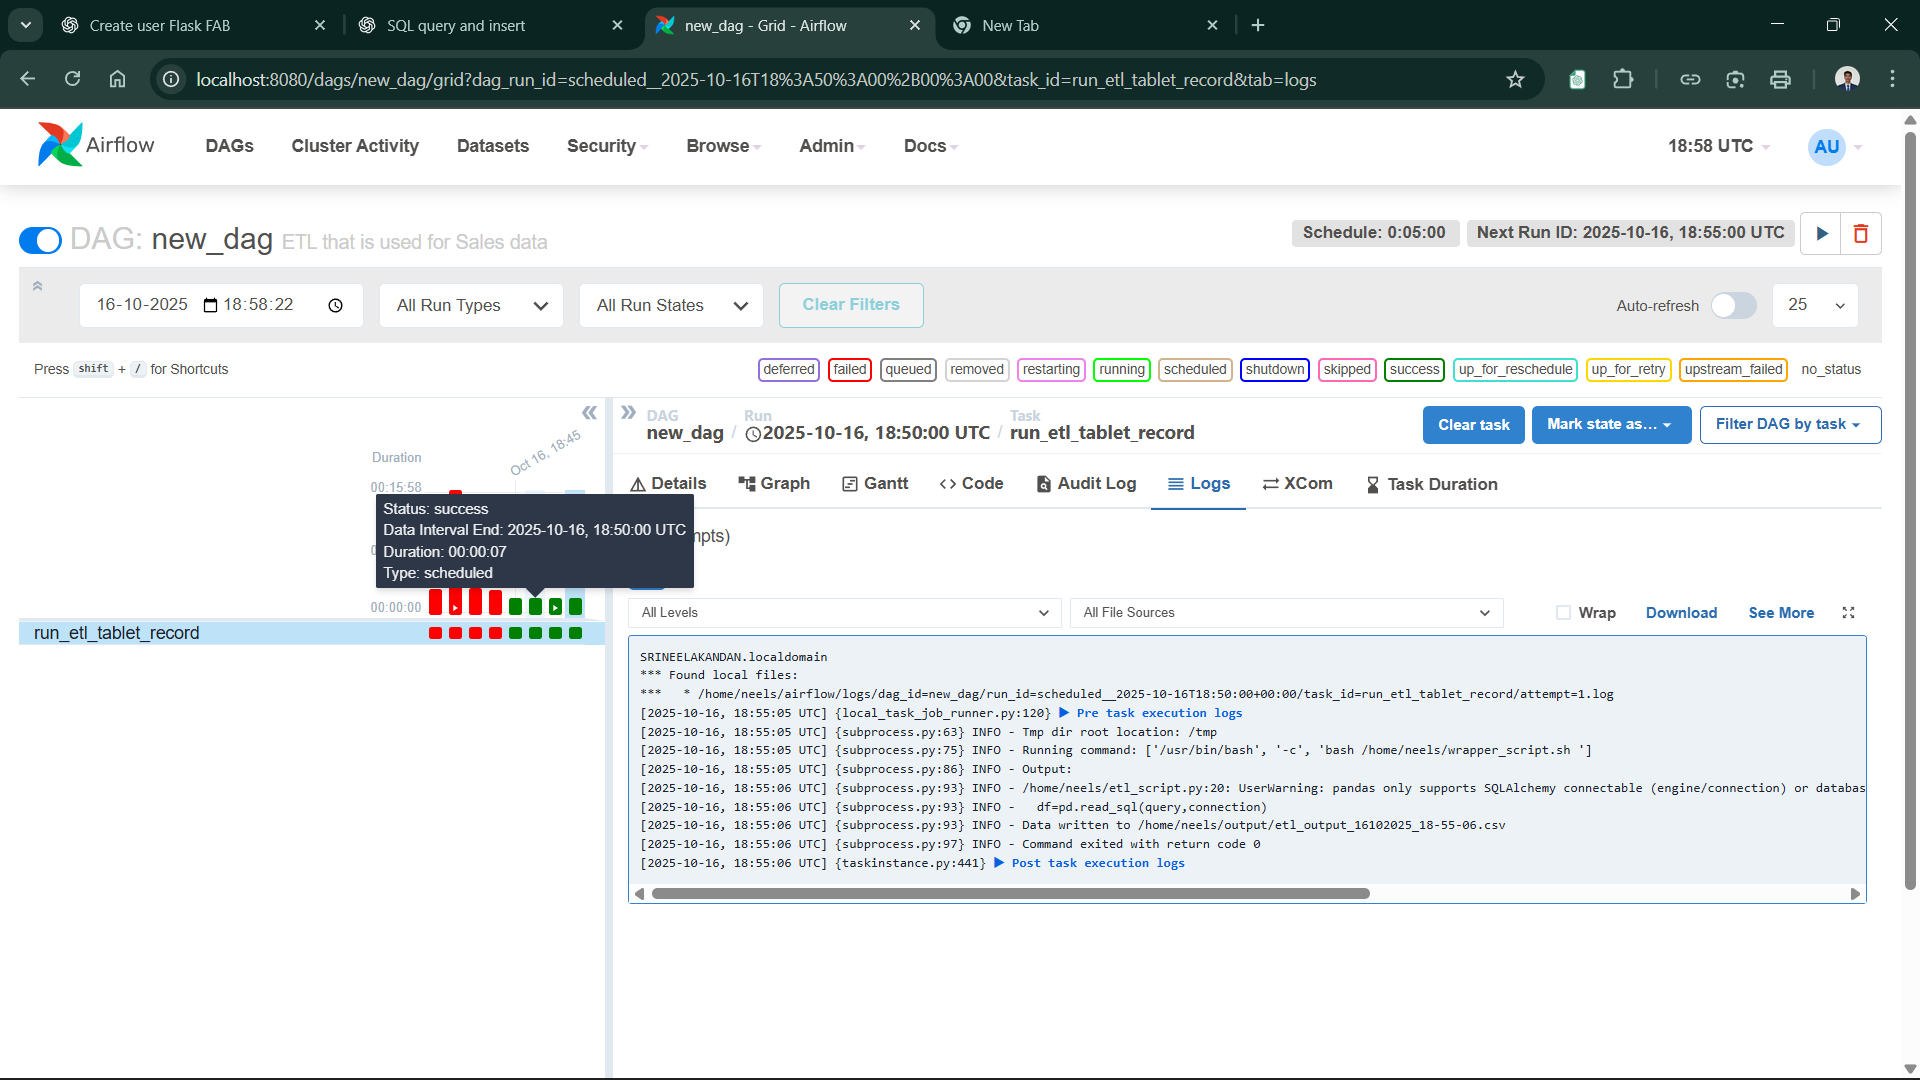 Create user Flask FAB
SQL query and insert
new_dag - Grid - Airflow
New Tab
localhost:8080/dags/new_dag/grid?dag_run_id=scheduled__2025-10-16T18%3A50%3A00%2B00%3A00&task_id=run_etl_tablet_record&tab=logs
Airflow
DAGs
Cluster Activity
Datasets
Security
Browse
Admin
Docs
18:58 UTC
AU
DAG: new_dag ETL that is used for Sales data
Schedule: 0:05:00
Next Run ID: 2025-10-16, 18:55:00 UTC
16-10-2025 18:58:22
All Run Types
All Run States
Clear Filters
Auto-refresh
25
Press shift + / for Shortcuts
deferred failed queued removed restarting running scheduled shutdown skipped success up_for_reschedule up_for_retry upstream_failed no_status
Oct 16, 18:45
Duration
00:15:58
00:00:00
Status: success
Data Interval End: 2025-10-16, 18:50:00 UTC
Duration: 00:00:07
Type: scheduled
run_etl_tablet_record
DAG
new_dag
/
Run
2025-10-16, 18:50:00 UTC
/
Task
run_etl_tablet_record
Clear task
Mark state as...
Filter DAG by task
Details
Graph
Gantt
Code
Audit Log
Logs
XCom
Task Duration
mpts)
All Levels
All File Sources
Wrap
Download
See More
SRINEELAKANDAN.localdomain
*** Found local files:
***   * /home/neels/airflow/logs/dag_id=new_dag/run_id=scheduled__2025-10-16T18:50:00+00:00/task_id=run_etl_tablet_record/attempt=1.log
[2025-10-16, 18:55:05 UTC] {local_task_job_runner.py:120} ▶ Pre task execution logs
[2025-10-16, 18:55:05 UTC] {subprocess.py:63} INFO - Tmp dir root location: /tmp
[2025-10-16, 18:55:05 UTC] {subprocess.py:75} INFO - Running command: ['/usr/bin/bash', '-c', 'bash /home/neels/wrapper_script.sh ']
[2025-10-16, 18:55:05 UTC] {subprocess.py:86} INFO - Output:
[2025-10-16, 18:55:06 UTC] {subprocess.py:93} INFO - /home/neels/etl_script.py:20: UserWarning: pandas only supports SQLAlchemy connectable (engine/connection) or databas
[2025-10-16, 18:55:06 UTC] {subprocess.py:93} INFO -   df=pd.read_sql(query,connection)
[2025-10-16, 18:55:06 UTC] {subprocess.py:93} INFO - Data written to /home/neels/output/etl_output_16102025_18-55-06.csv
[2025-10-16, 18:55:06 UTC] {subprocess.py:97} INFO - Command exited with return code 0
[2025-10-16, 18:55:06 UTC] {taskinstance.py:441} ▶ Post task execution logs